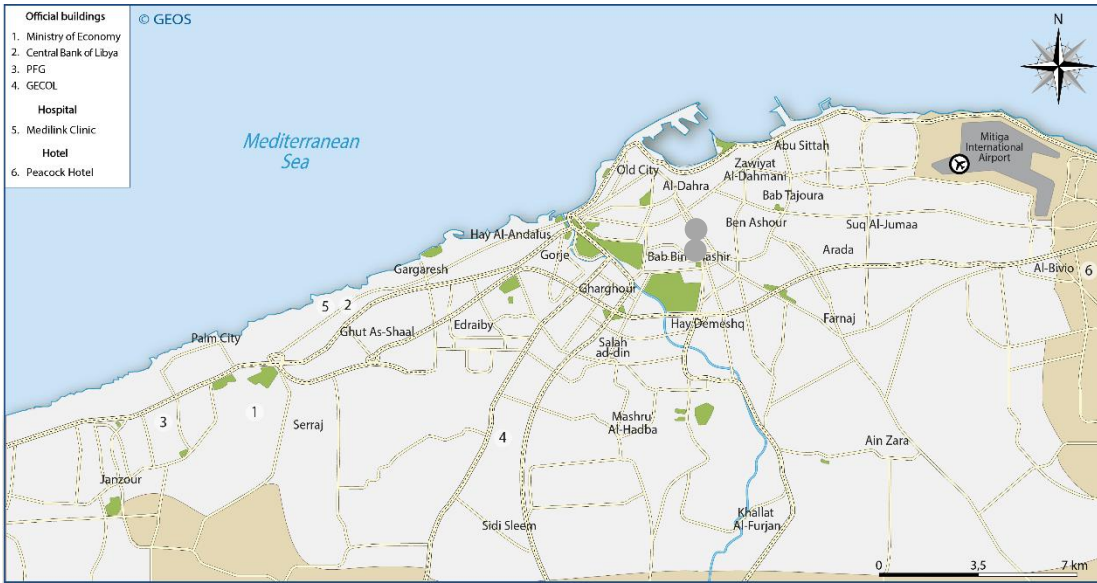 Official buildings
1. Ministry of Economy
2. Central Bank of Libya
3. PFG
4. GECOL
Hospital
5. Medilink Clinic
Hotel
6. Peacock Hotel
© GEOS
N
Mediterranean
Sea
Mitiga
International
Airport
Abu Sittah
Old City
Zawiyat
Al-Dahmani
Al-Dahra
Bab Tajoura
Ben Ashour
Suq Al-Jumaa
Hay Al-Andalus
Gorje
Bab Bin
Arada
Gargaresh
Al-Bivio
6
Gharghour
5 2
Ghut As-Shaal
Edraiby
Hay Demeshq
Farnaj
Palm City
Salah
ad-din
1
3
Serraj
4
Mashru
Al-Hadba
Ain Zara
Janzour
Sidi Sleem
Khallat
Al-Furjan
0 3,5 7 km